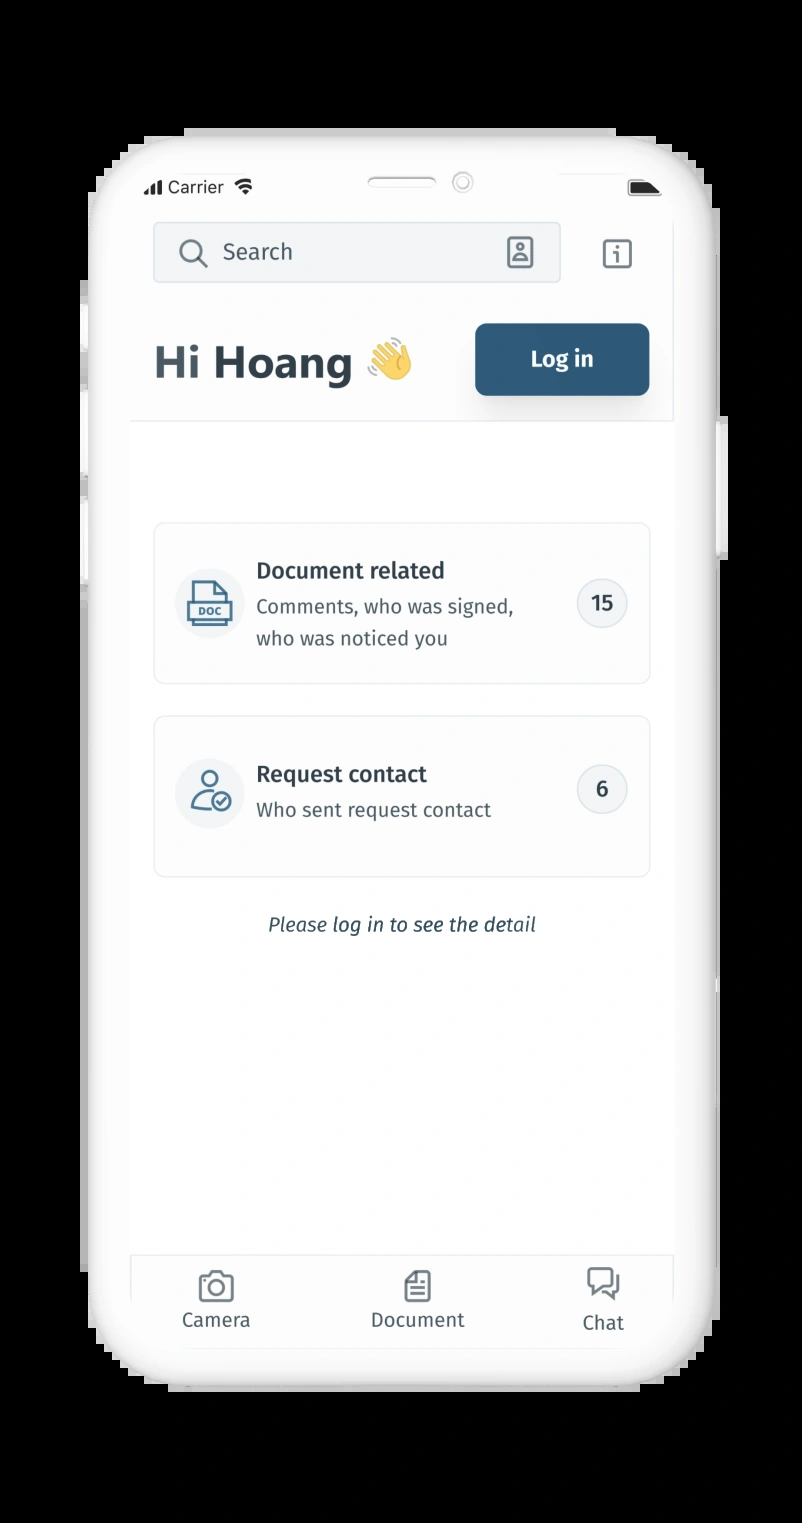 Carrier
Search
Hi Hoang 👋
Log in
Document related
DOC
Comments, who was signed,
who was noticed you
15
Request contact
Who sent request contact
6
Please log in to see the detail
Camera
Document
Chat